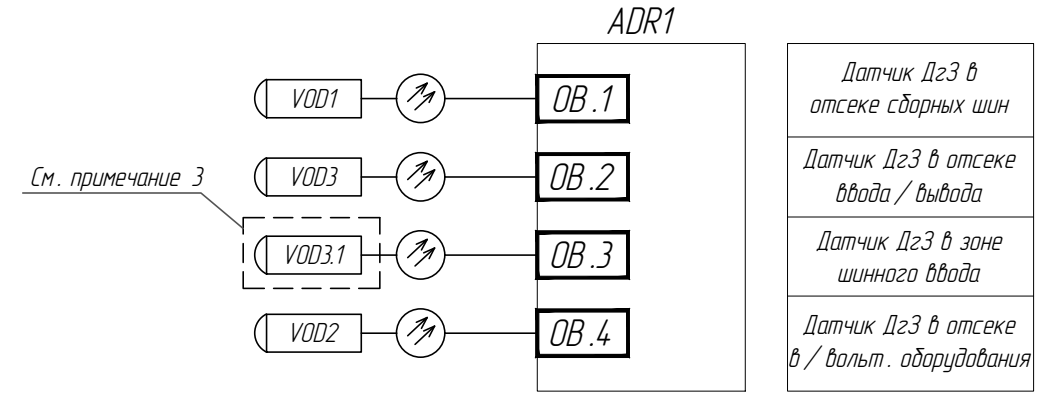 ADR1
VOD1
OB.1
Датчик ДгЗ в
отсеке сборных шин
VOD3
OB.2
Датчик ДгЗ в отсеке
ввода / вывода
См. примечание 3
VOD3.1
OB.3
Датчик ДгЗ в зоне
шинного ввода
VOD2
OB.4
Датчик ДгЗ в отсеке
в / вольт. оборудования